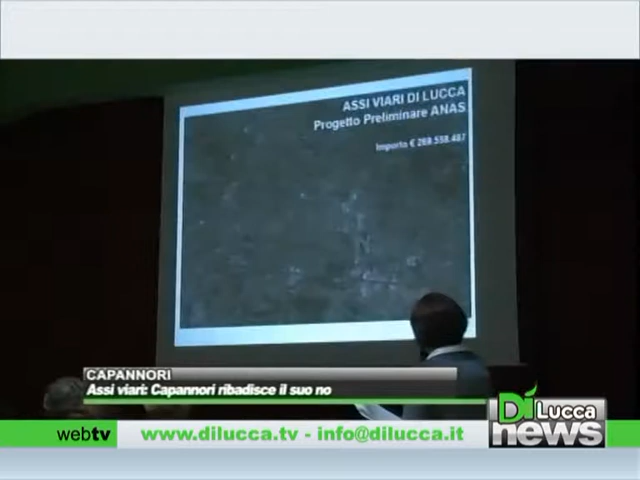 ASSI VIARI DI LUCCA
Progetto Preliminare ANAS
Importo € 269.538.487
CAPANNORI
Assi viari: Capannori ribadisce il suo no
webtv
www.dilucca.tv - info@dilucca.it
Di Lucca
news